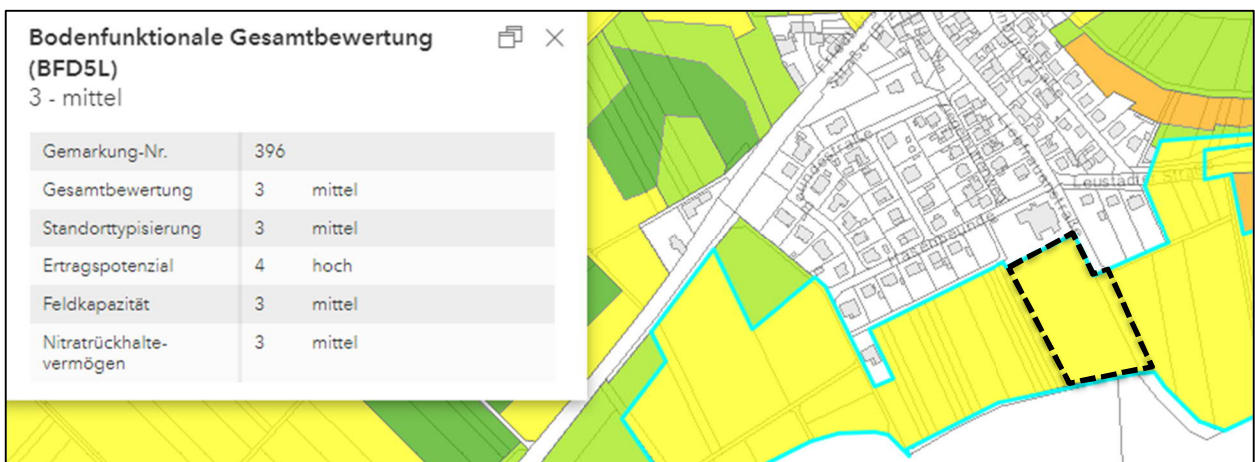 Bodenfunktionale Gesamtbewertung
(BFD5L)
3 - mittel
Gemarkung-Nr. 396
Gesamtbewertung 3 mittel
Standorttypisierung 3 mittel
Ertragspotenzial 4 hoch
Feldkapazität 3 mittel
Nitratrückhalte-
vermögen 3 mittel